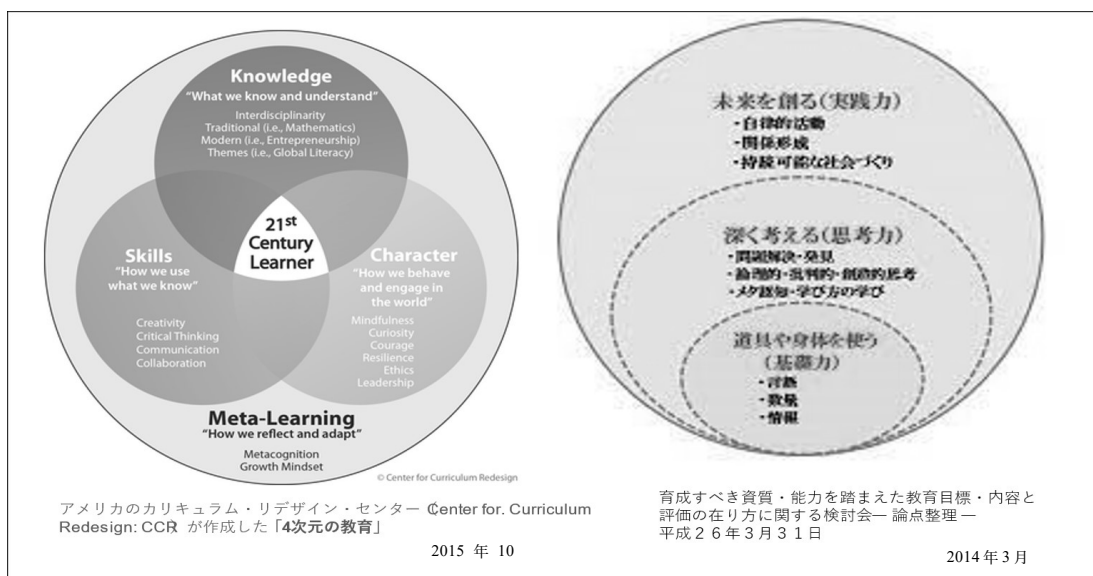 Knowledge
"What we know and understand"
Interdisciplinarity
Traditional (i.e., Mathematics)
Modern (i.e., Entrepreneurship)
Themes (i.e., Global Literacy)
21st
Century
Learner
Skills
"How we use
what we know"
Creativity
Critical Thinking
Communication
Collaboration
Character
"How we behave
and engage in
the world"
Mindfulness
Curiosity
Courage
Resilience
Ethics
Leadership
Meta-Learning
"How we reflect and adapt"
Metacognition
Growth Mindset
© Center for Curriculum Redesign
アメリカのカリキュラム・リデザイン・センター (Center for. Curriculum
Redesign: CCR) が作成した「4次元の教育」
2015 年 10
未来を創る(実践力)
・自律的活動
・関係形成
・持続可能な社会づくり
深く考える(思考力)
・問題解決・発見
・論理的・批判的・創造的思考
・メタ認知・学び方の学び
道具や身体を使う
(基礎力)
・言語
・数量
・情報
育成すべき資質・能力を踏まえた教育目標・内容と
評価の在り方に関する検討会― 論点整理 ―
平成26年3月31日
2014年3月